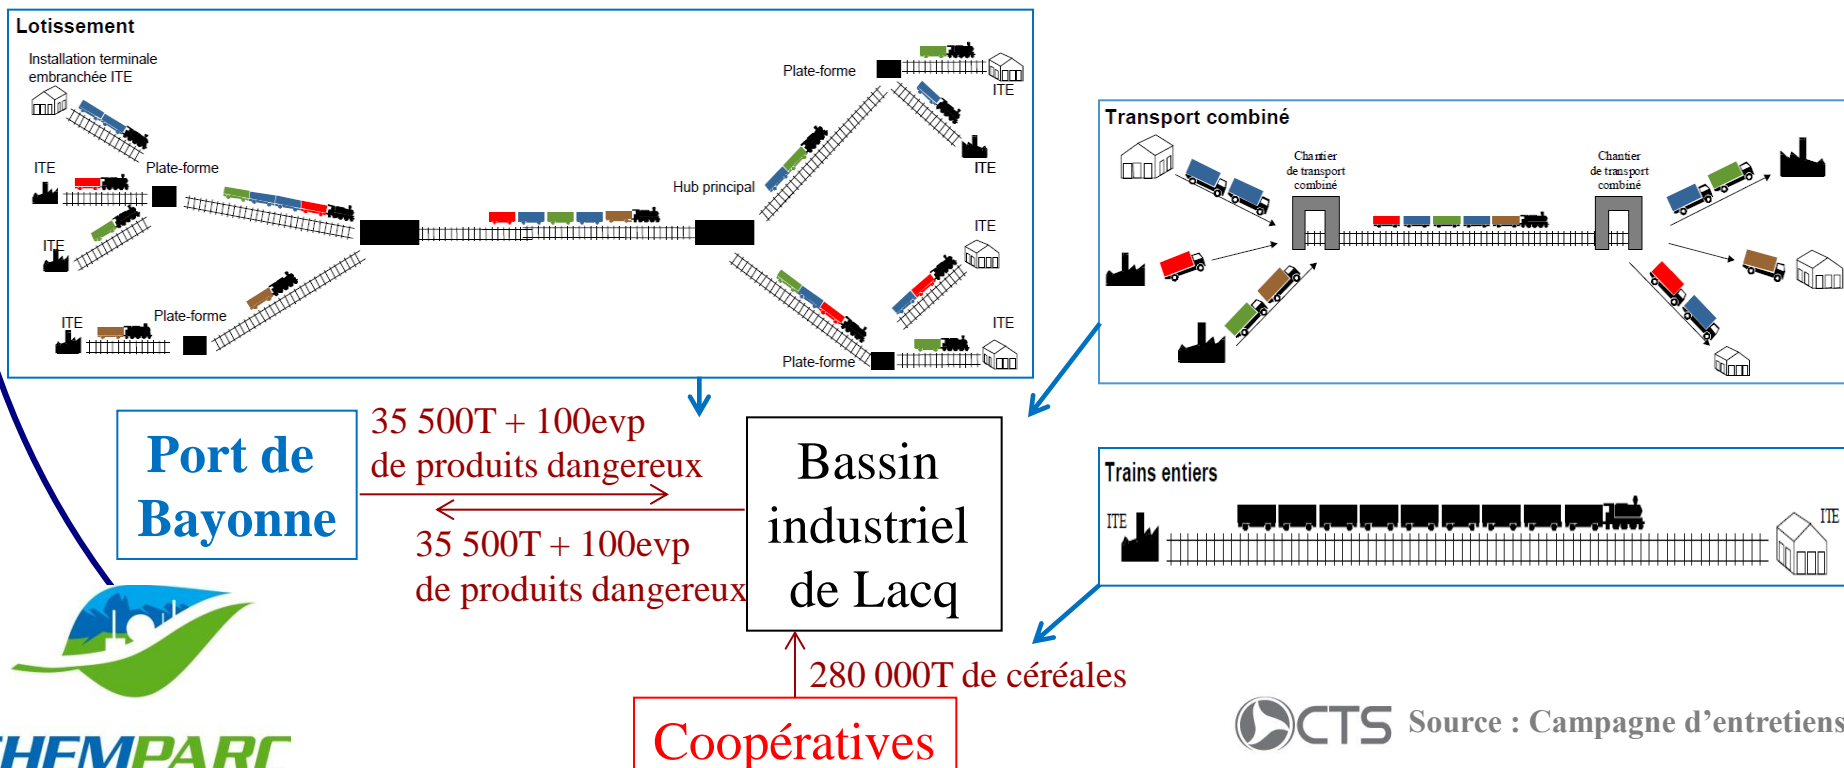 Lotissement
Installation terminale
embranchée ITE
ITE
Plate-forme
ITE
ITE
Plate-forme
Hub principal
Plate-forme
ITE
ITE
ITE
ITE
Plate-forme
Transport combiné
Chantier
de transport
combiné
Chantier
de transport
combiné
Port de
Bayonne
35 500T + 100evp
de produits dangereux
35 500T + 100evp
de produits dangereux
Bassin
industriel
de Lacq
Trains entiers
ITE
ITE
280 000T de céréales
Coopératives
HEMPARC
CTS
Source : Campagne d’entretiens